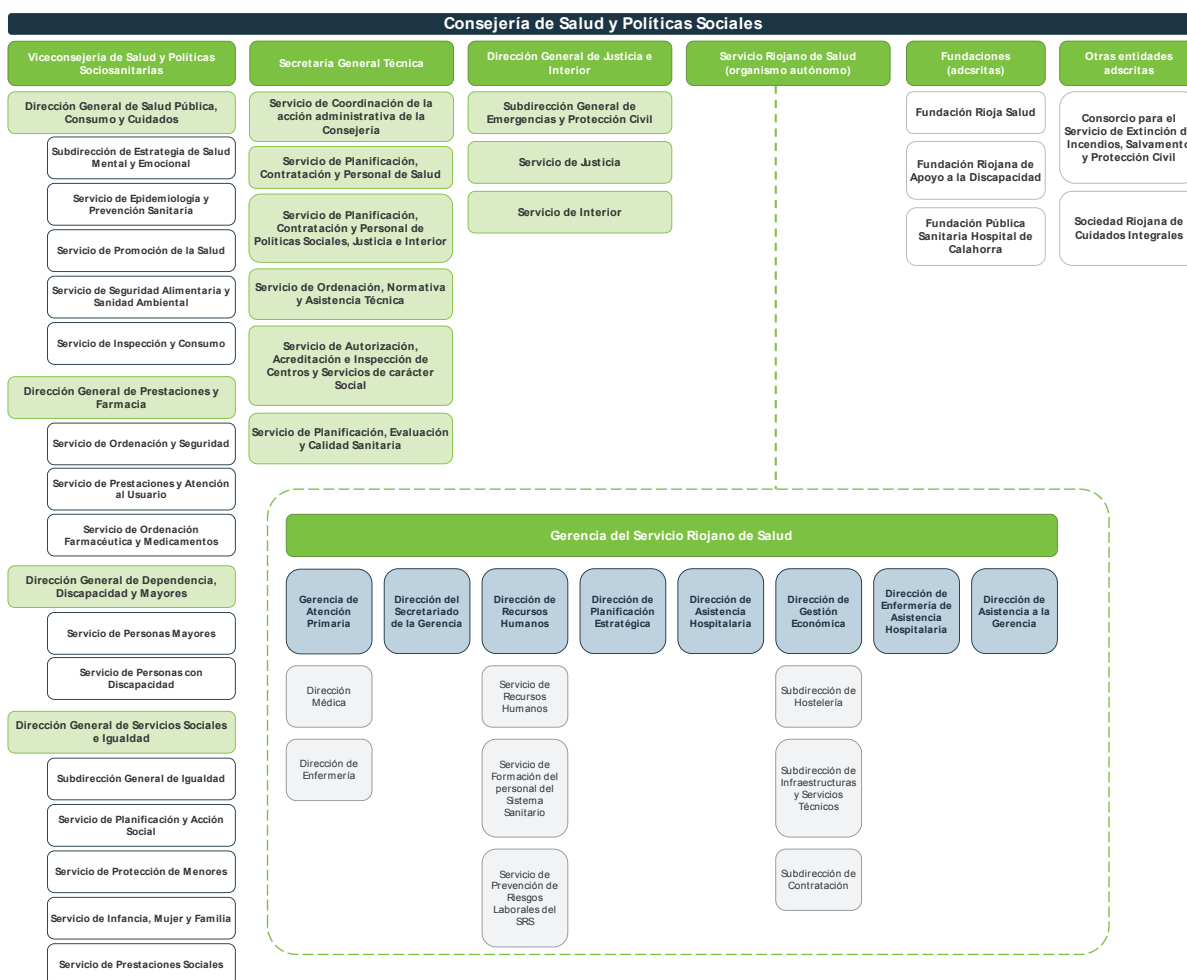 Consejería de Salud y Políticas Sociales
Viceconsejería de Salud y Políticas
Sociosanitarias
Dirección General de Salud Pública,
Consumo y Cuidados
Subdirección de Estrategia de Salud
Mental y Emocional
Servicio de Epidemiología y
Prevención Sanitaria
Servicio de Promoción de la Salud
Servicio de Seguridad Alimentaria y
Sanidad Ambiental
Servicio de Inspección y Consumo
Dirección General de Prestaciones y
Farmacia
Servicio de Ordenación y Seguridad
Servicio de Prestaciones y Atención
al Usuario
Servicio de Ordenación
Farmacéutica y Medicamentos
Dirección General de Dependencia,
Discapacidad y Mayores
Servicio de Personas Mayores
Servicio de Personas con
Discapacidad
Dirección General de Servicios Sociales
e Igualdad
Subdirección General de Igualdad
Servicio de Planificación y Acción
Social
Servicio de Protección de Menores
Servicio de Infancia, Mujer y Familia
Servicio de Prestaciones Sociales
Secretaria General Técnica
Servicio de Coordinación de la
acción administrativa de la
Consejería
Servicio de Planificación,
Contratación y Personal de Salud
Servicio de Planificación,
Contratación y Personal de
Políticas Sociales, Justicia e Interior
Servicio de Ordenación, Normativa
y Asistencia Técnica
Servicio de Autorización,
Acreditación e Inspección de
Centros y Servicios de carácter
Social
Servicio de Planificación, Evaluación
y Calidad Sanitaria
Dirección General de Justicia e
Interior
Subdirección General de
Emergencias y Protección Civil
Servicio de Justicia
Servicio de Interior
Servicio Riojano de Salud
(organismo autónomo)
Fundaciones
(adcsritas)
Fundación Rioja Salud
Fundación Riojana de
Apoyo a la Discapacidad
Fundación Pública
Sanitaria Hospital de
Calahorra
Otras entidades
adscritas
Consorcio para el
Servicio de Extinción d
Incendios, Salvamento
y Protección Civil
Sociedad Riojana de
Cuidados Integrales
Gerencia del Servicio Riojano de Salud
Gerencia de
Atención
Primaria
Dirección
Médica
Dirección de
Enfermería
Dirección del
Secretariado
de la Gerencia
Dirección de
Recursos
Humanos
Servicio de
Recursos
Humanos
Servicio de
Formación del
personal del
Sistema
Sanitario
Servicio de
Prevención de
Riesgos
Laborales del
SRS
Dirección de
Planificación
Estratégica
Dirección de
Asistencia
Hospitalaria
Dirección de
Gestión
Económica
Subdirección de
Hostelería
Subdirección de
Infraestructuras
y Servicios
Técnicos
Subdirección de
Contratación
Dirección de
Enfermería de
Asistencia
Hospitalaria
Dirección de
Asistencia a la
Gerencia